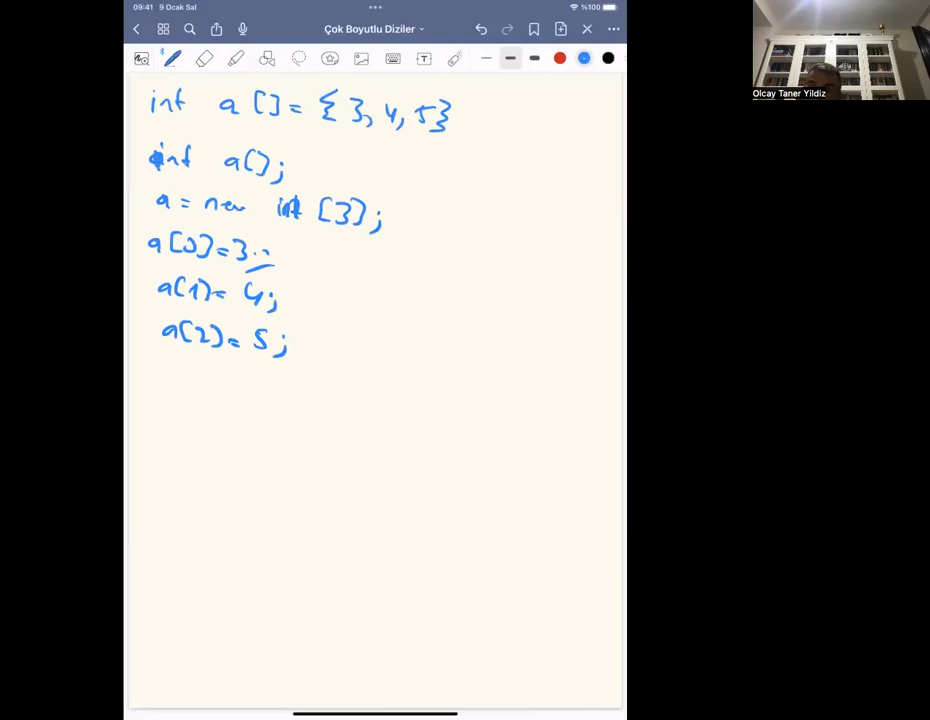 09:41 9 Ocak Sal
%100
Çok Boyutlu Diziler
Olcay Taner Yildiz
int a [] = { 3, 4, 5}
int a[];
a = new int [3];
a[0] = 3;
a[1] = 4;
a[2] = 5;